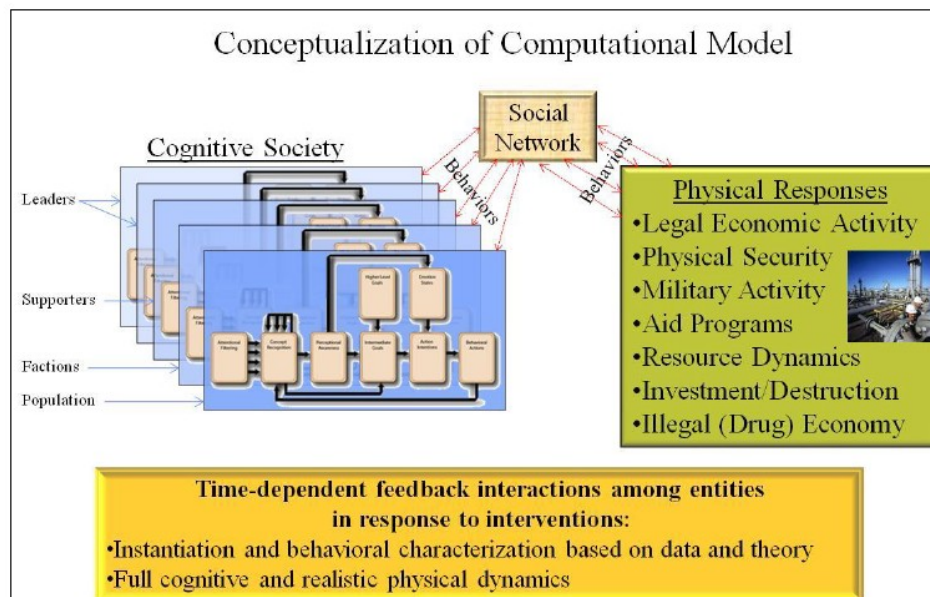 Conceptualization of Computational Model
Social
Network
Cognitive Society
Behaviors
Behaviors
Leaders
Supporters
Factions
Population
Higher-Level
Goals
Emotion
States
Attentional
Filtering
Concept
Recognition
Perceptional
Awareness
Intermediate
Goals
Action
Intentions
Behavioral
Actions
Physical Responses
•Legal Economic Activity
•Physical Security
•Military Activity
•Aid Programs
•Resource Dynamics
•Investment/Destruction
•Illegal (Drug) Economy
Time-dependent feedback interactions among entities
in response to interventions:
•Instantiation and behavioral characterization based on data and theory
•Full cognitive and realistic physical dynamics